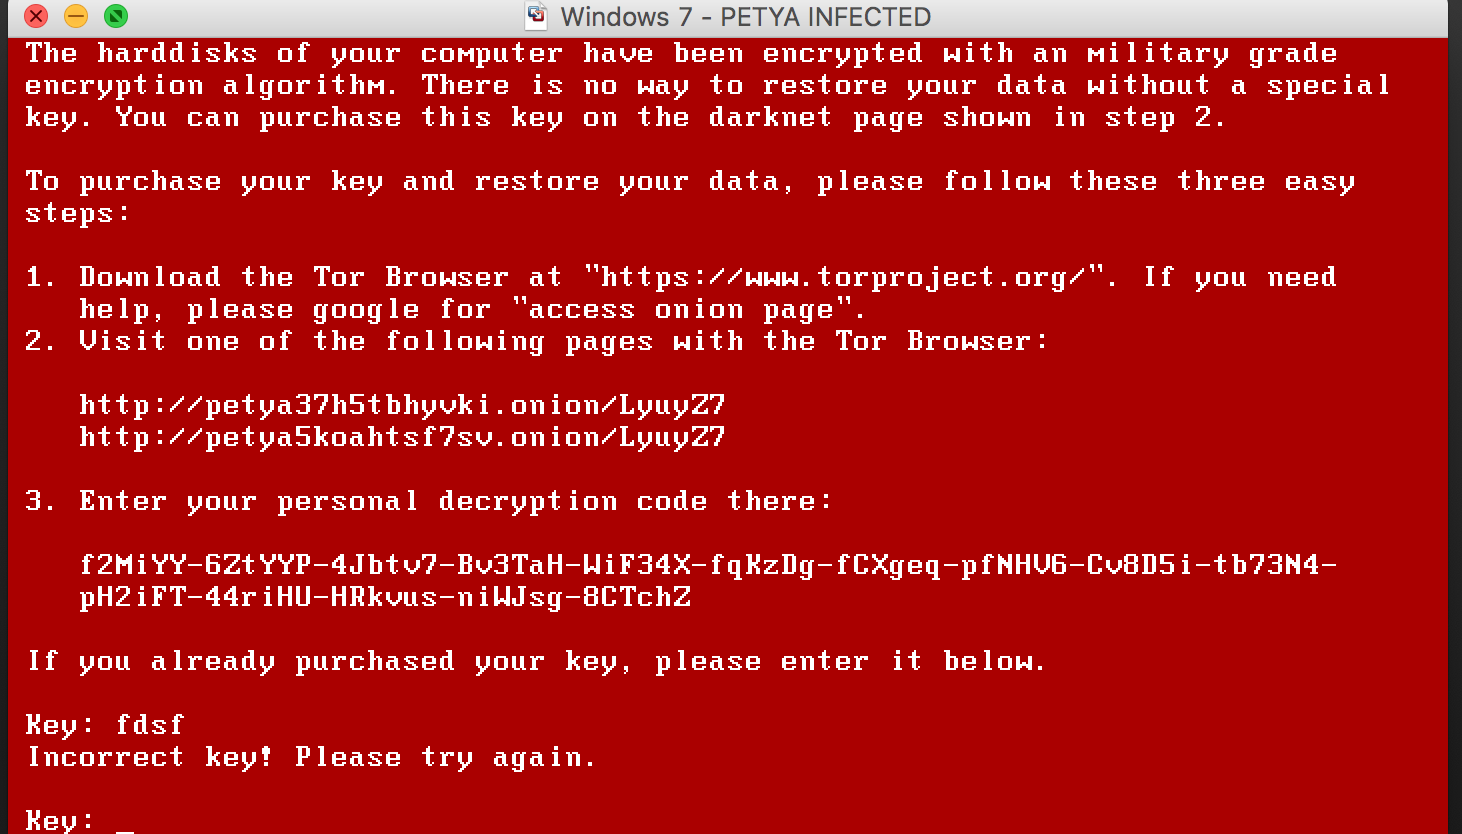 Windows 7 - PETYA INFECTED
The harddisks of your computer have been encrypted with an military grade
encryption algorithm. There is no way to restore your data without a special
key. You can purchase this key on the darknet page shown in step 2.
To purchase your key and restore your data, please follow these three easy
steps:
1. Download the Tor Browser at "https://www.torproject.org/". If you need
help, please google for "access onion page".
2. Visit one of the following pages with the Tor Browser:
http://petya37h5tbhyvki.onion/LyuyZ7
http://petya5koahtsf7sv.onion/LyuyZ7
3. Enter your personal decryption code there:
f2MiYY-6ZtYYP-4Jbtv7-Bv3TaH-WiF34X-fqKzDg-fCXgeq-pfNHV6-Cv8D5i-tb73N4-
pH2iFT-44riHU-HRkvus-niWJsg-8CTchZ
If you already purchased your key, please enter it below.
Key: fdsf
Incorrect key! Please try again.
Key: _